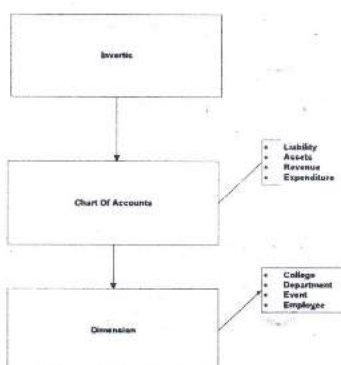 Invertis
• Liability
• Assets
• Revenue
• Expenditure
Chart Of Accounts
• College
• Department
• Event
• Employee
Dimension